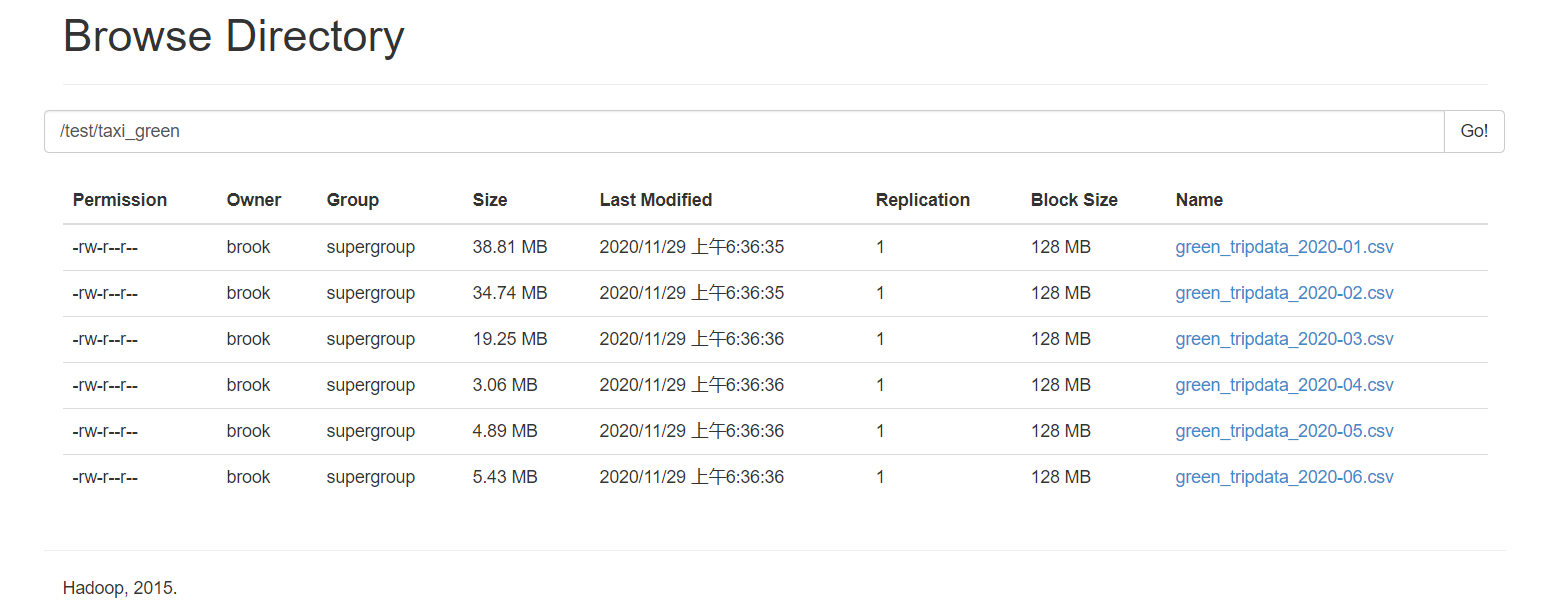 Browse Directory
/test/taxi_green Go!
Permission Owner Group Size Last Modified Replication Block Size Name
-rw-r--r-- brook supergroup 38.81 MB 2020/11/29 上午6:36:35 1 128 MB green_tripdata_2020-01.csv
-rw-r--r-- brook supergroup 34.74 MB 2020/11/29 上午6:36:35 1 128 MB green_tripdata_2020-02.csv
-rw-r--r-- brook supergroup 19.25 MB 2020/11/29 上午6:36:36 1 128 MB green_tripdata_2020-03.csv
-rw-r--r-- brook supergroup 3.06 MB 2020/11/29 上午6:36:36 1 128 MB green_tripdata_2020-04.csv
-rw-r--r-- brook supergroup 4.89 MB 2020/11/29 上午6:36:36 1 128 MB green_tripdata_2020-05.csv
-rw-r--r-- brook supergroup 5.43 MB 2020/11/29 上午6:36:36 1 128 MB green_tripdata_2020-06.csv
Hadoop, 2015.